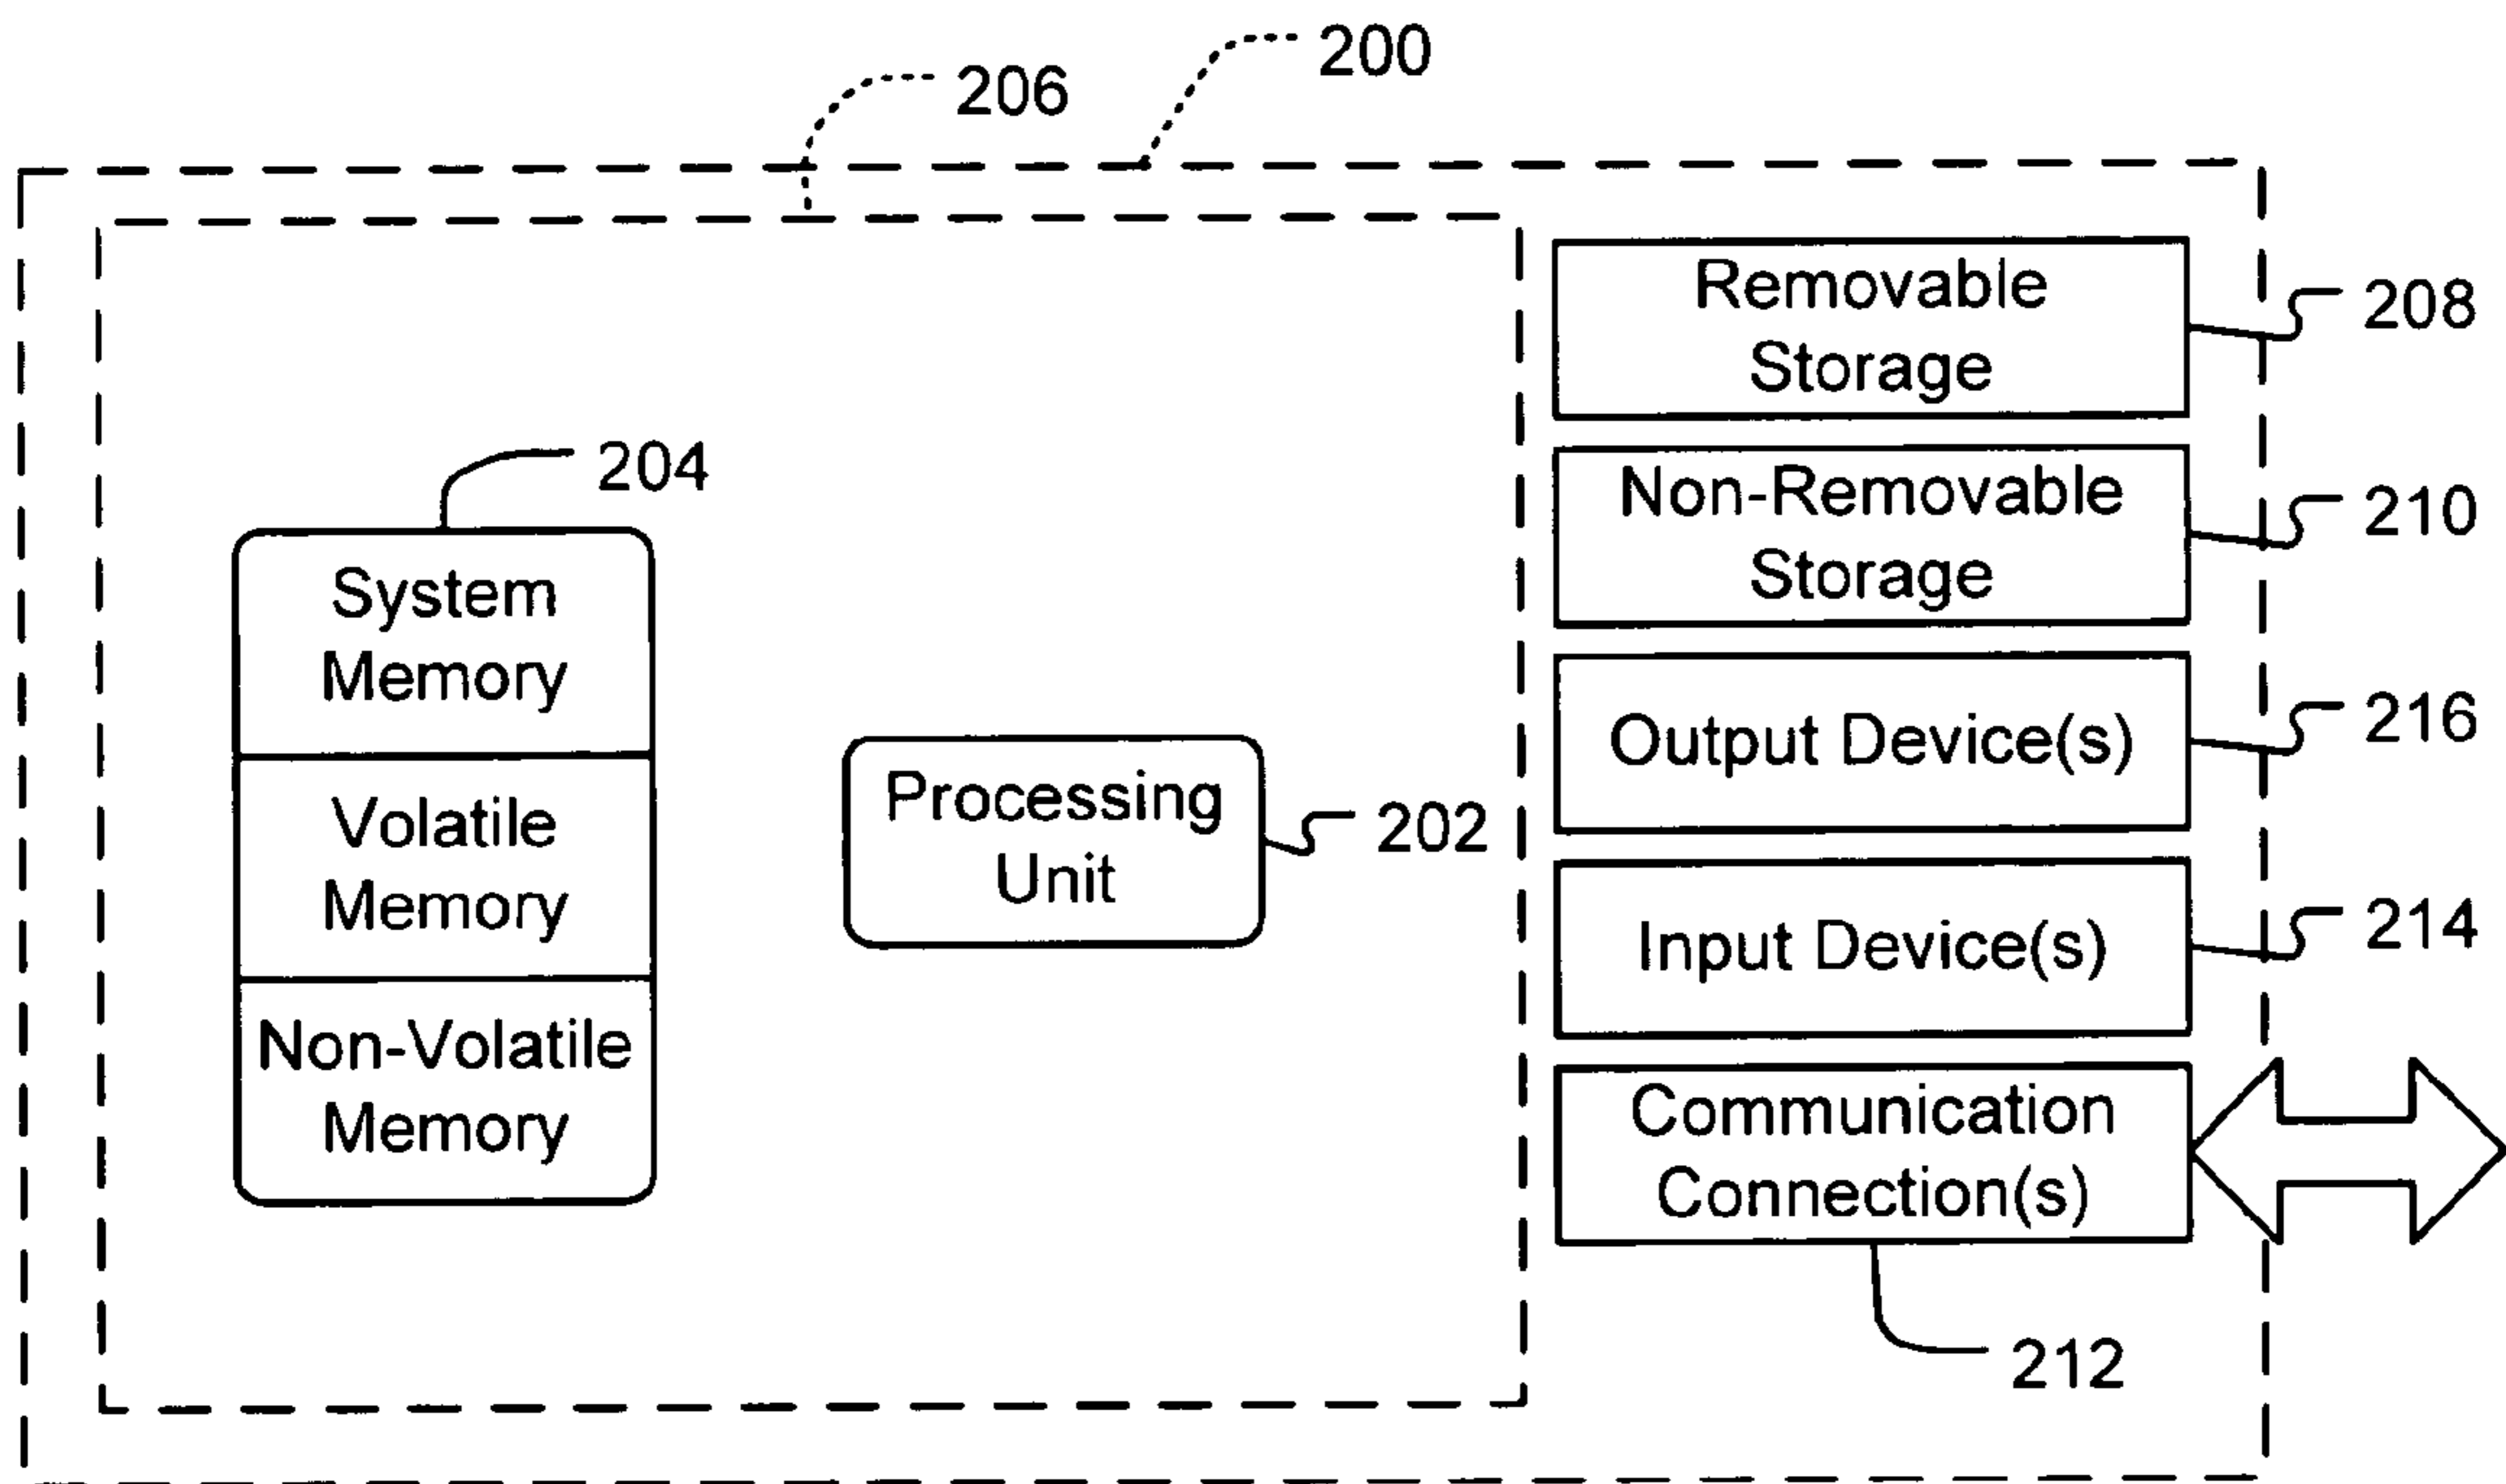 200
206
204
System
Memory
Volatile
Memory
Non-Volatile
Memory
Processing
Unit
202
Removable
Storage
208
Non-Removable
Storage
210
Output Device(s)
216
Input Device(s)
214
Communication
Connection(s)
212